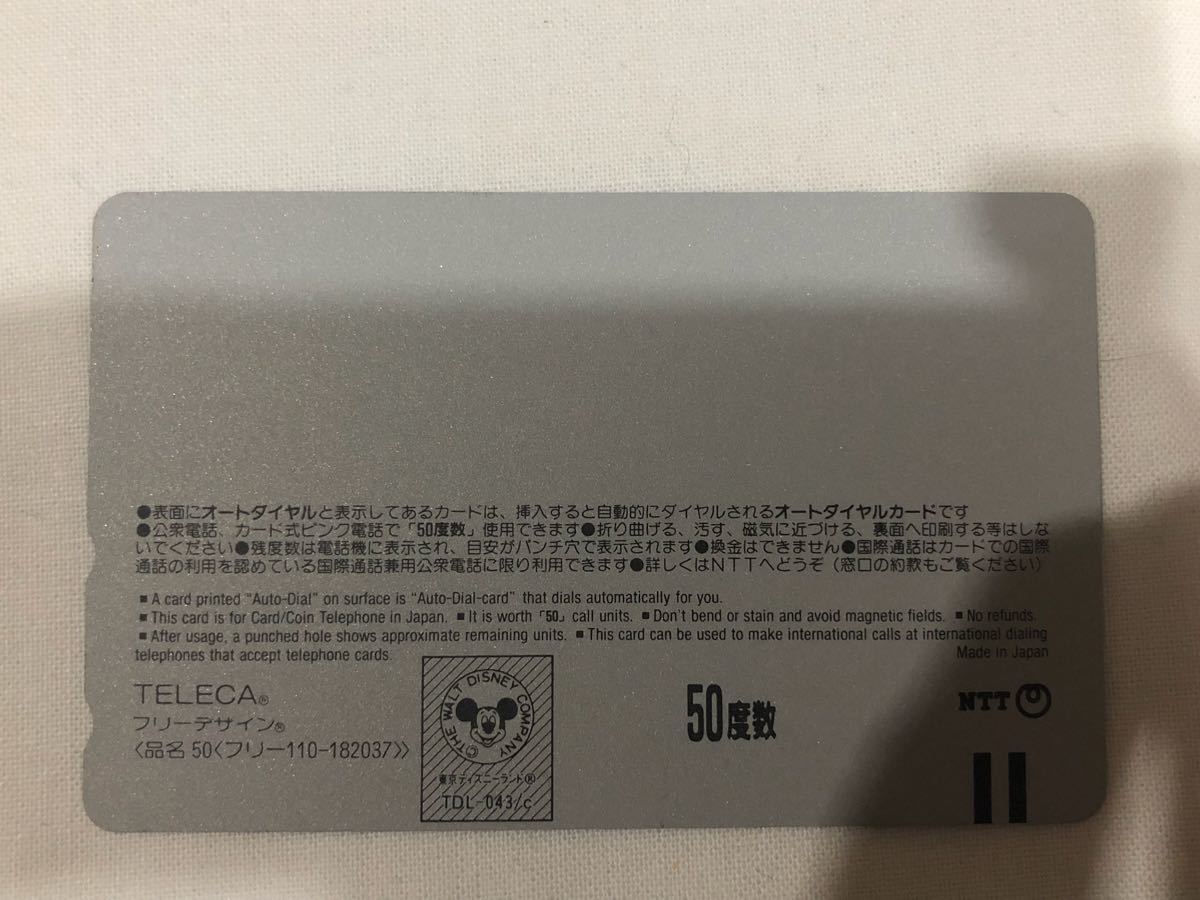 ●表面にオートダイヤルと表示してあるカードは、挿入すると自動的にダイヤルされるオートダイヤルカードです
●公衆電話、カード式ピンク電話で「50度数」使用できます●折り曲げる、汚す、磁気に近づける、裏面へ印刷する等はしな
いでください●残度数は電話機に表示され、目安がパンチ穴で表示されます●換金はできません●国際通話はカードでの国際
通話の利用を認めている国際通話兼用公衆電話に限り利用できます●詳しくはNTTへどうぞ（窓口の約款もご覧ください）
■ A card printed "Auto-Dial" on surface is "Auto-Dial-card" that dials automatically for you.
■ This card is for Card/Coin Telephone in Japan. ■ It is worth「50」call units. ■ Don't bend or stain and avoid magnetic fields. ■ No refunds.
■ After usage, a punched hole shows approximate remaining units. ■ This card can be used to make international calls at international dialing
telephones that accept telephone cards.
Made in Japan
TELECA®
フリーデザイン®
〈品名 50〈フリー110-182037〉〉
©THE WALT DISNEY COMPANY
東京ディズニーランド®
TDL-043/c
50度数
NTT